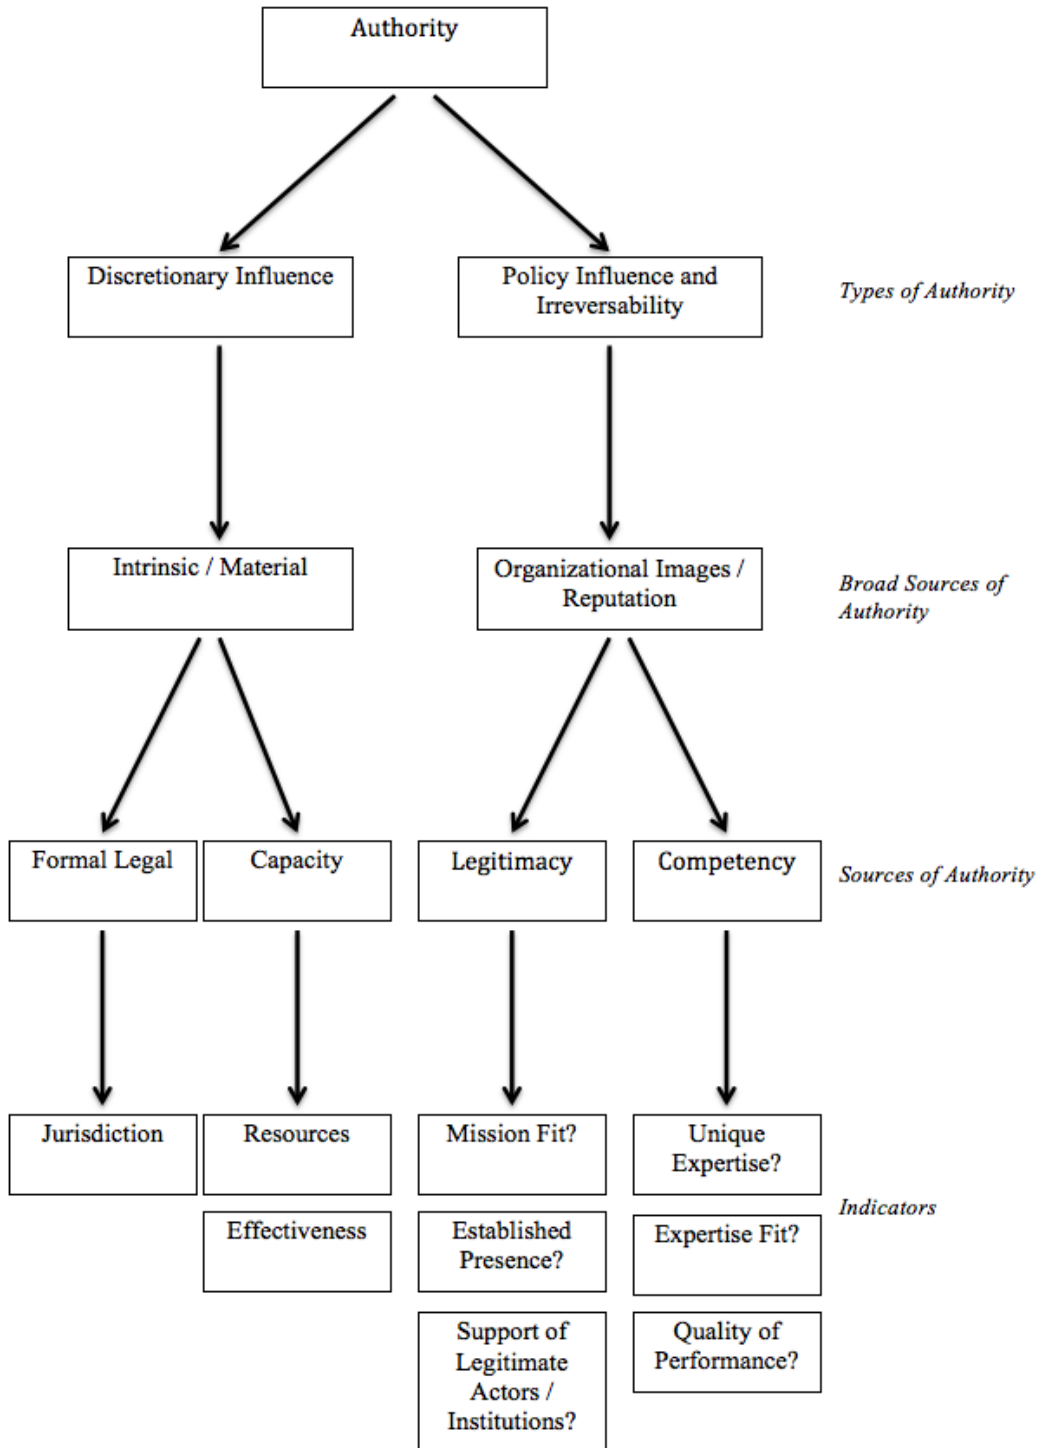 Authority
Discretionary Influence
Policy Influence and
Irreversability
Types of Authority
Intrinsic / Material
Organizational Images /
Reputation
Broad Sources of
Authority
Formal Legal
Capacity
Legitimacy
Competency
Sources of Authority
Jurisdiction
Resources
Mission Fit?
Unique
Expertise?
Indicators
Effectiveness
Established
Presence?
Expertise Fit?
Support of
Legitimate
Actors /
Institutions?
Quality of
Performance?